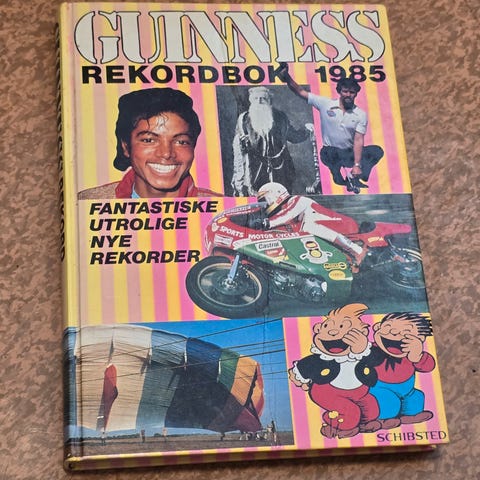 GUINNESS
REKORDBOK 1985
FANTASTISKE
UTROLIGE
NYE
REKORDER
SPORTS MOTOR CYCLES
Castrol
SCHIBSTED